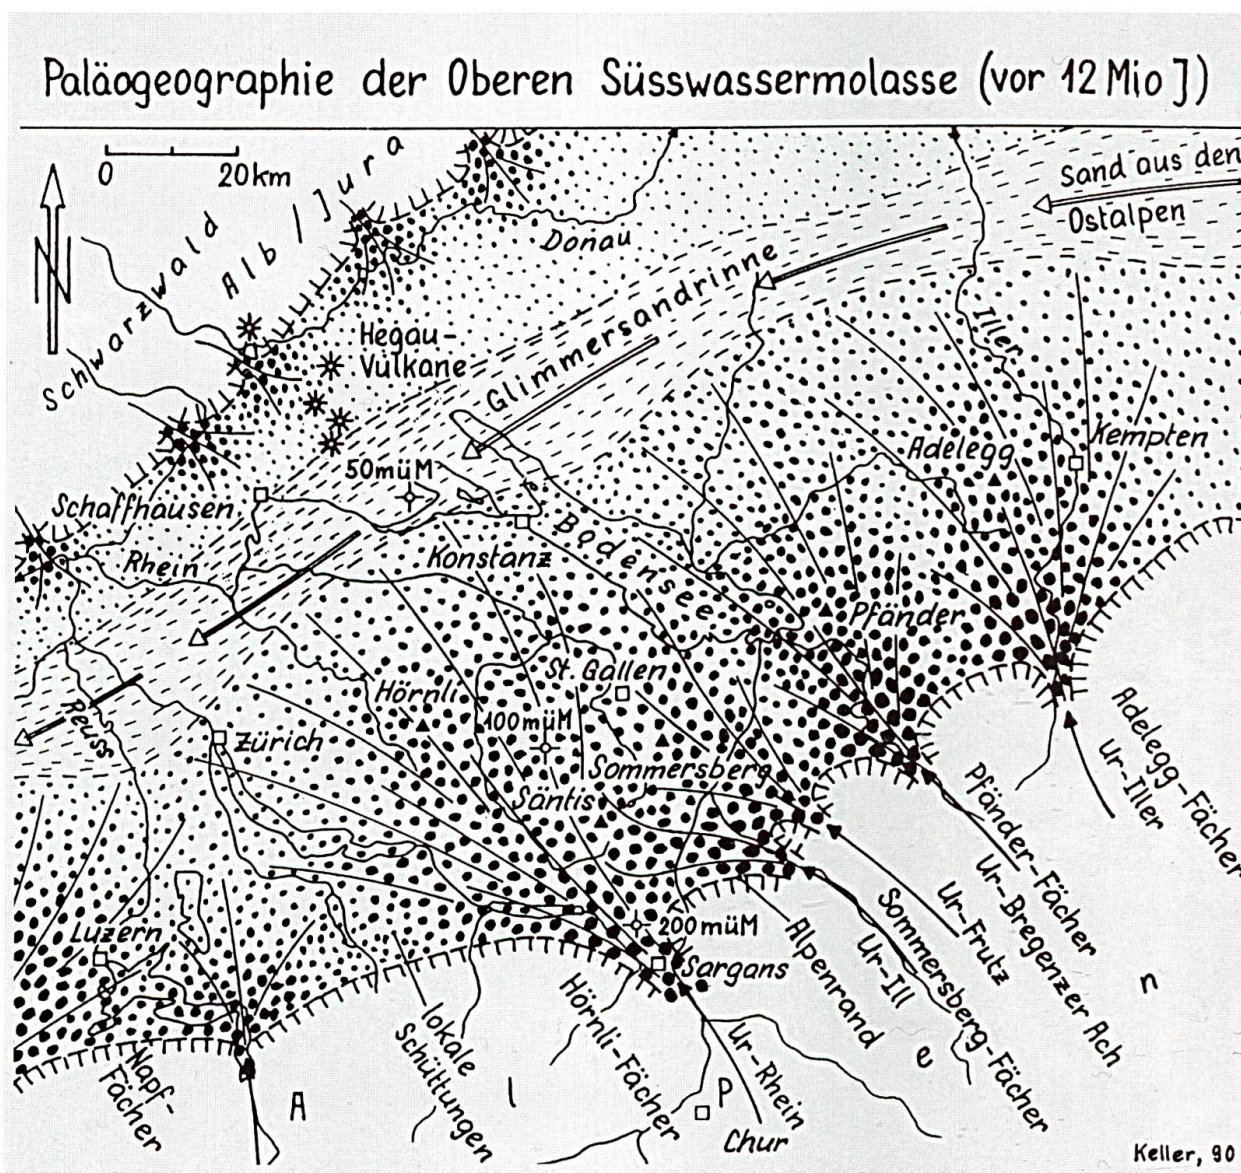 Paläogeographie der Oberen Süsswassermolasse (vor 12 Mio J)
0 20km
N
Schwarzwald
Alb | Jura
Donau
Sand aus den
Ostalpen
Glimmersandrinne
Iller
Hegau-
Vulkane
50müM
Adelegg
Kempten
Schaffhausen
Rhein
Konstanz
Bodensee
Pfänder
Hörnli
St. Gallen
100müM
Reuss
Zürich
Sommersberg
Säntis
Adelegg-Fächer
Ur-Iller
Pfänder-Fächer
Ur-Bregenzer Ach
Ur-Frutz
Sommersberg-Fächer
Ur-Ill
Alpenrand
200müM
Sargans
Luzern
Napf-
Fächer
lokale
Schüttungen
Hörnli-Fächer
Ur-Rhein
Chur
A l p e n
Keller, 90